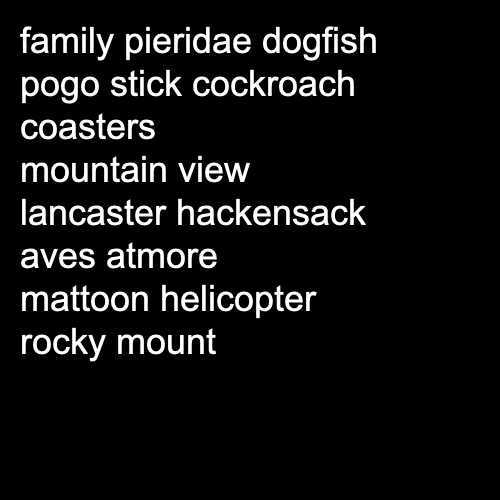 family pieridae dogfish
pogo stick cockroach
coasters
mountain view
lancaster hackensack
aves atmore
mattoon helicopter
rocky mount